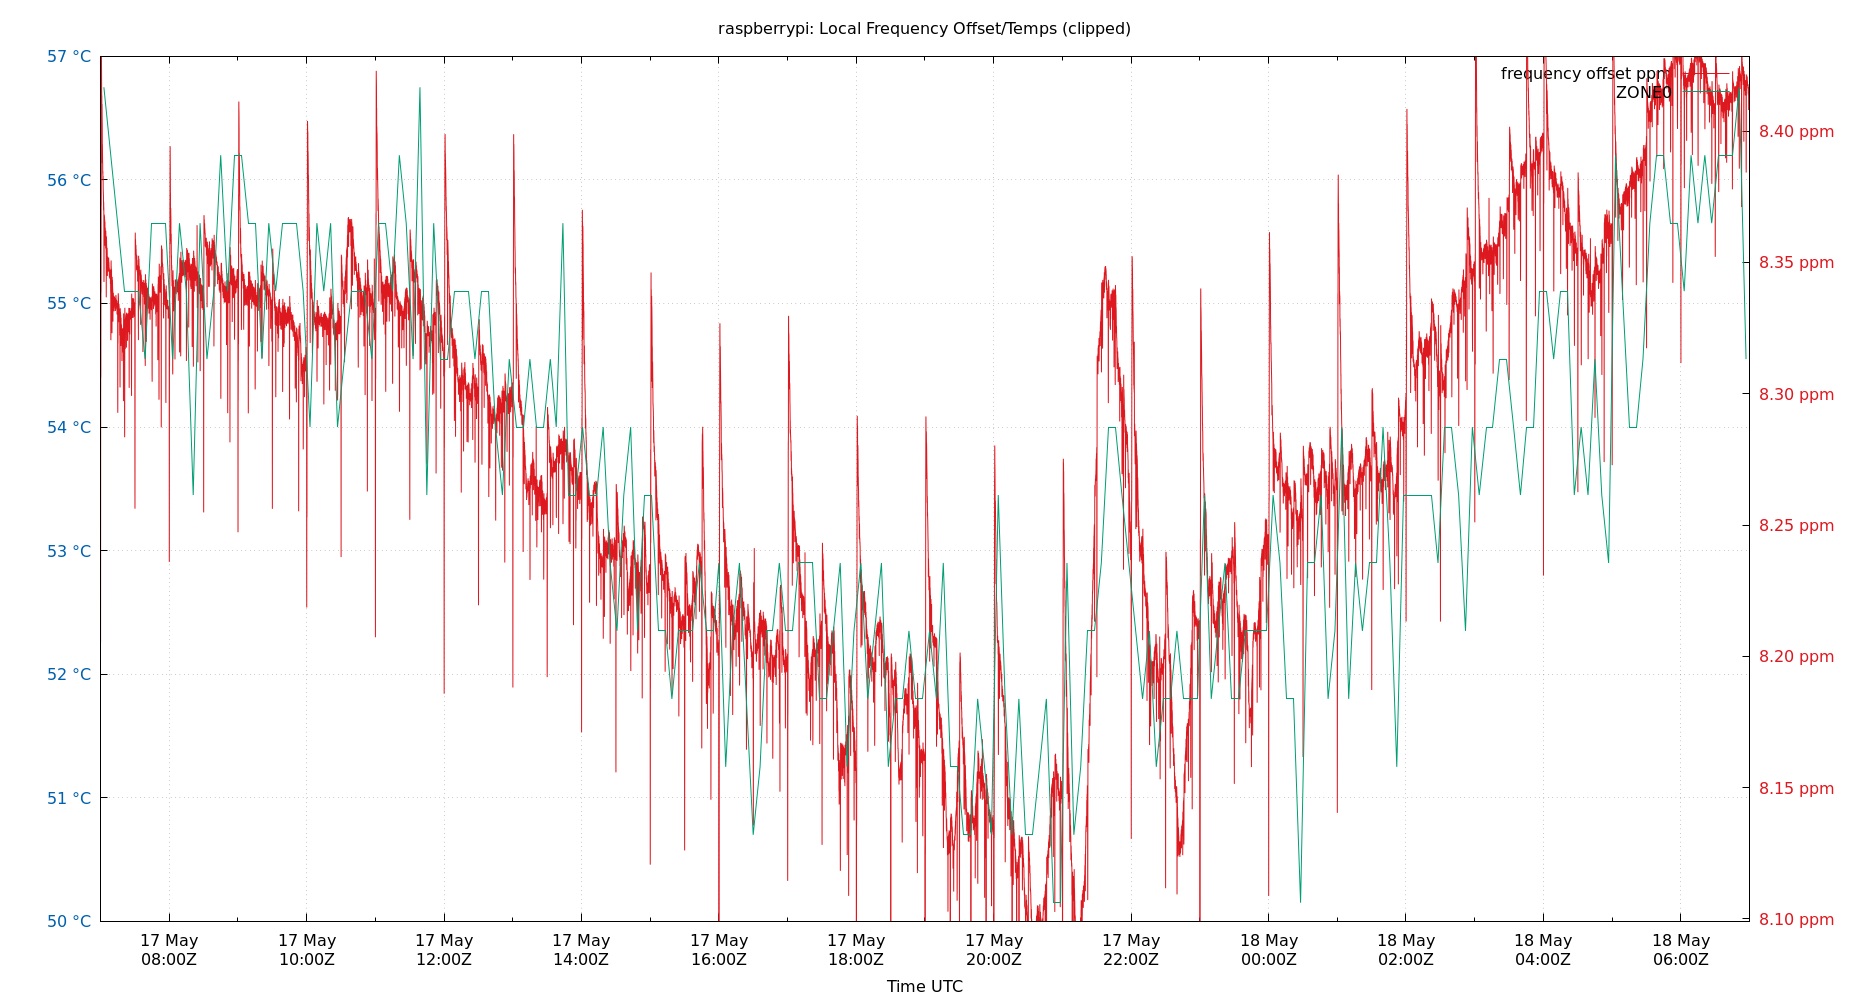 raspberrypi: Local Frequency Offset/Temps (clipped)
57 °C
56 °C
55 °C
54 °C
53 °C
52 °C
51 °C
50 °C
frequency offset ppm
ZONE0
8.40 ppm
8.35 ppm
8.30 ppm
8.25 ppm
8.20 ppm
8.15 ppm
8.10 ppm
17 May 17 May 17 May 17 May 17 May 17 May 17 May 17 May 18 May 18 May 18 May 18 May
08:00Z 10:00Z 12:00Z 14:00Z 16:00Z 18:00Z 20:00Z 22:00Z 00:00Z 02:00Z 04:00Z 06:00Z
Time UTC